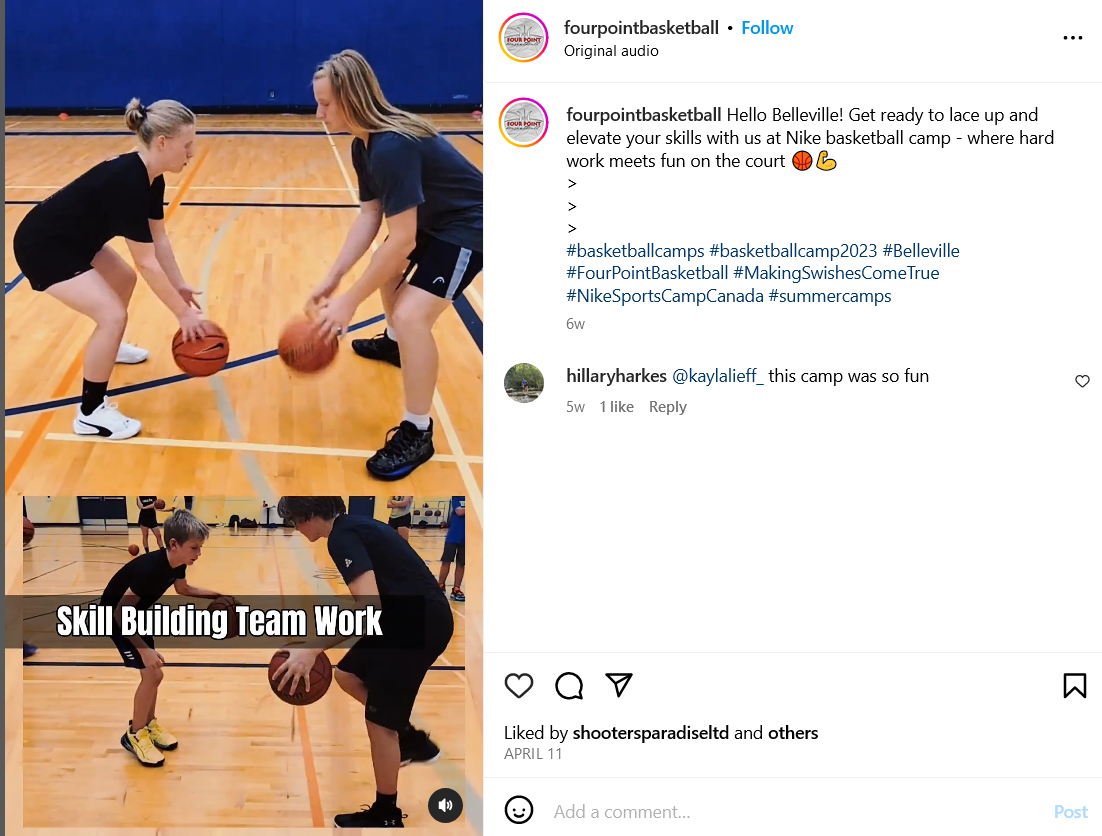 fourpointbasketball • Follow
Original audio
FOUR POINT
fourpointbasketball Hello Belleville! Get ready to lace up and
elevate your skills with us at Nike basketball camp - where hard
work meets fun on the court 🏀💪
>
>
>
#basketballcamps #basketballcamp2023 #Belleville
#FourPointBasketball #MakingSwishesComeTrue
#NikeSportsCampCanada #summercamps
6w
FOUR POINT
hillaryharkes @kaylalieff_ this camp was so fun
5w 1 like Reply
Skill Building Team Work
Liked by shootersparadiseltd and others
APRIL 11
Add a comment...
Post